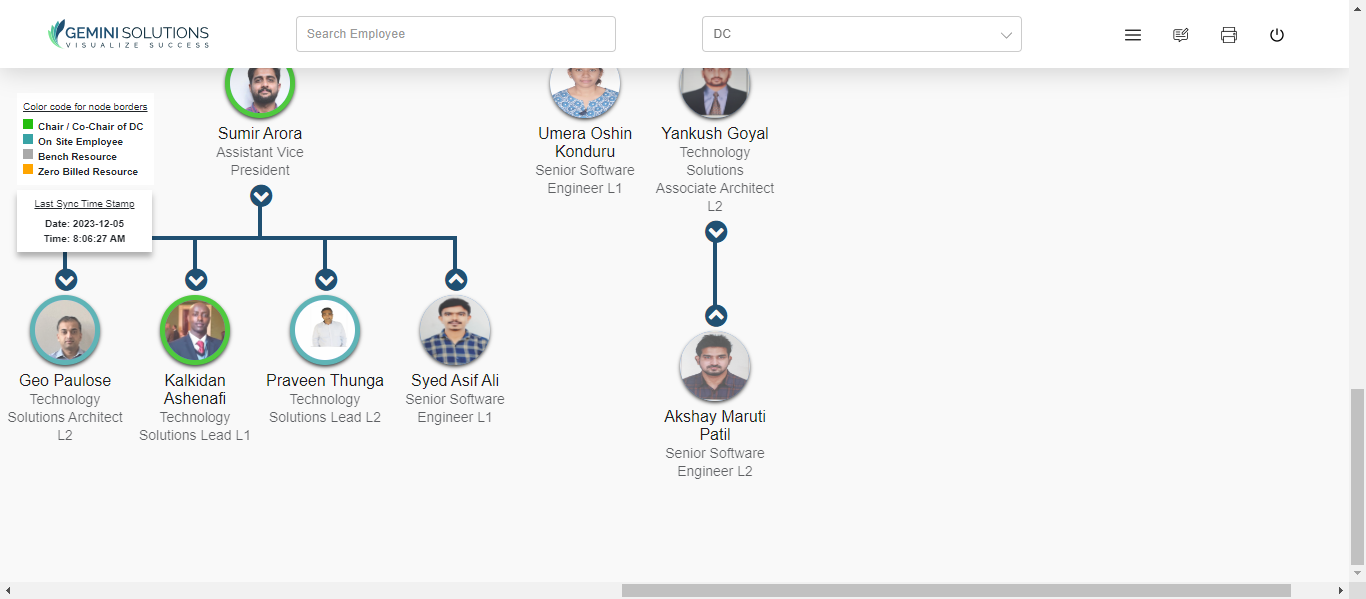 GEMINI SOLUTIONS
VISUALIZE SUCCESS
Search Employee
DC
Color code for node borders
Chair / Co-Chair of DC
On Site Employee
Bench Resource
Zero Billed Resource
Last Sync Time Stamp
Date: 2023-12-05
Time: 8:06:27 AM
Sumir Arora
Assistant Vice
President
Umera Oshin
Konduru
Senior Software
Engineer L1
Yankush Goyal
Technology
Solutions
Associate Architect
L2
Geo Paulose
Technology
Solutions Architect
L2
Kalkidan
Ashenafi
Technology
Solutions Lead L1
Praveen Thunga
Technology
Solutions Lead L2
Syed Asif Ali
Senior Software
Engineer L1
Akshay Maruti
Patil
Senior Software
Engineer L2